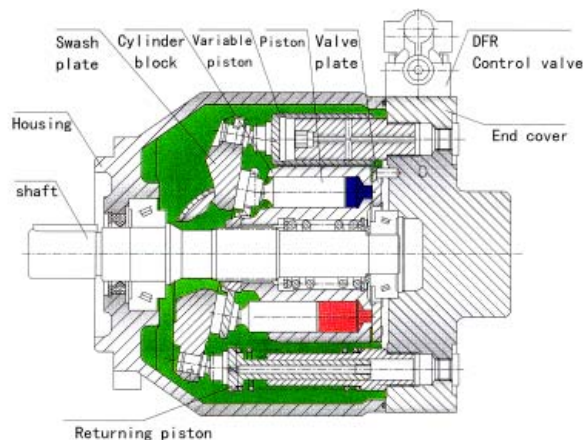 Swash plate
Cylinder block
Variable piston
Piston
Valve plate
DFR
Control valve
End cover
Housing
shaft
Returning piston